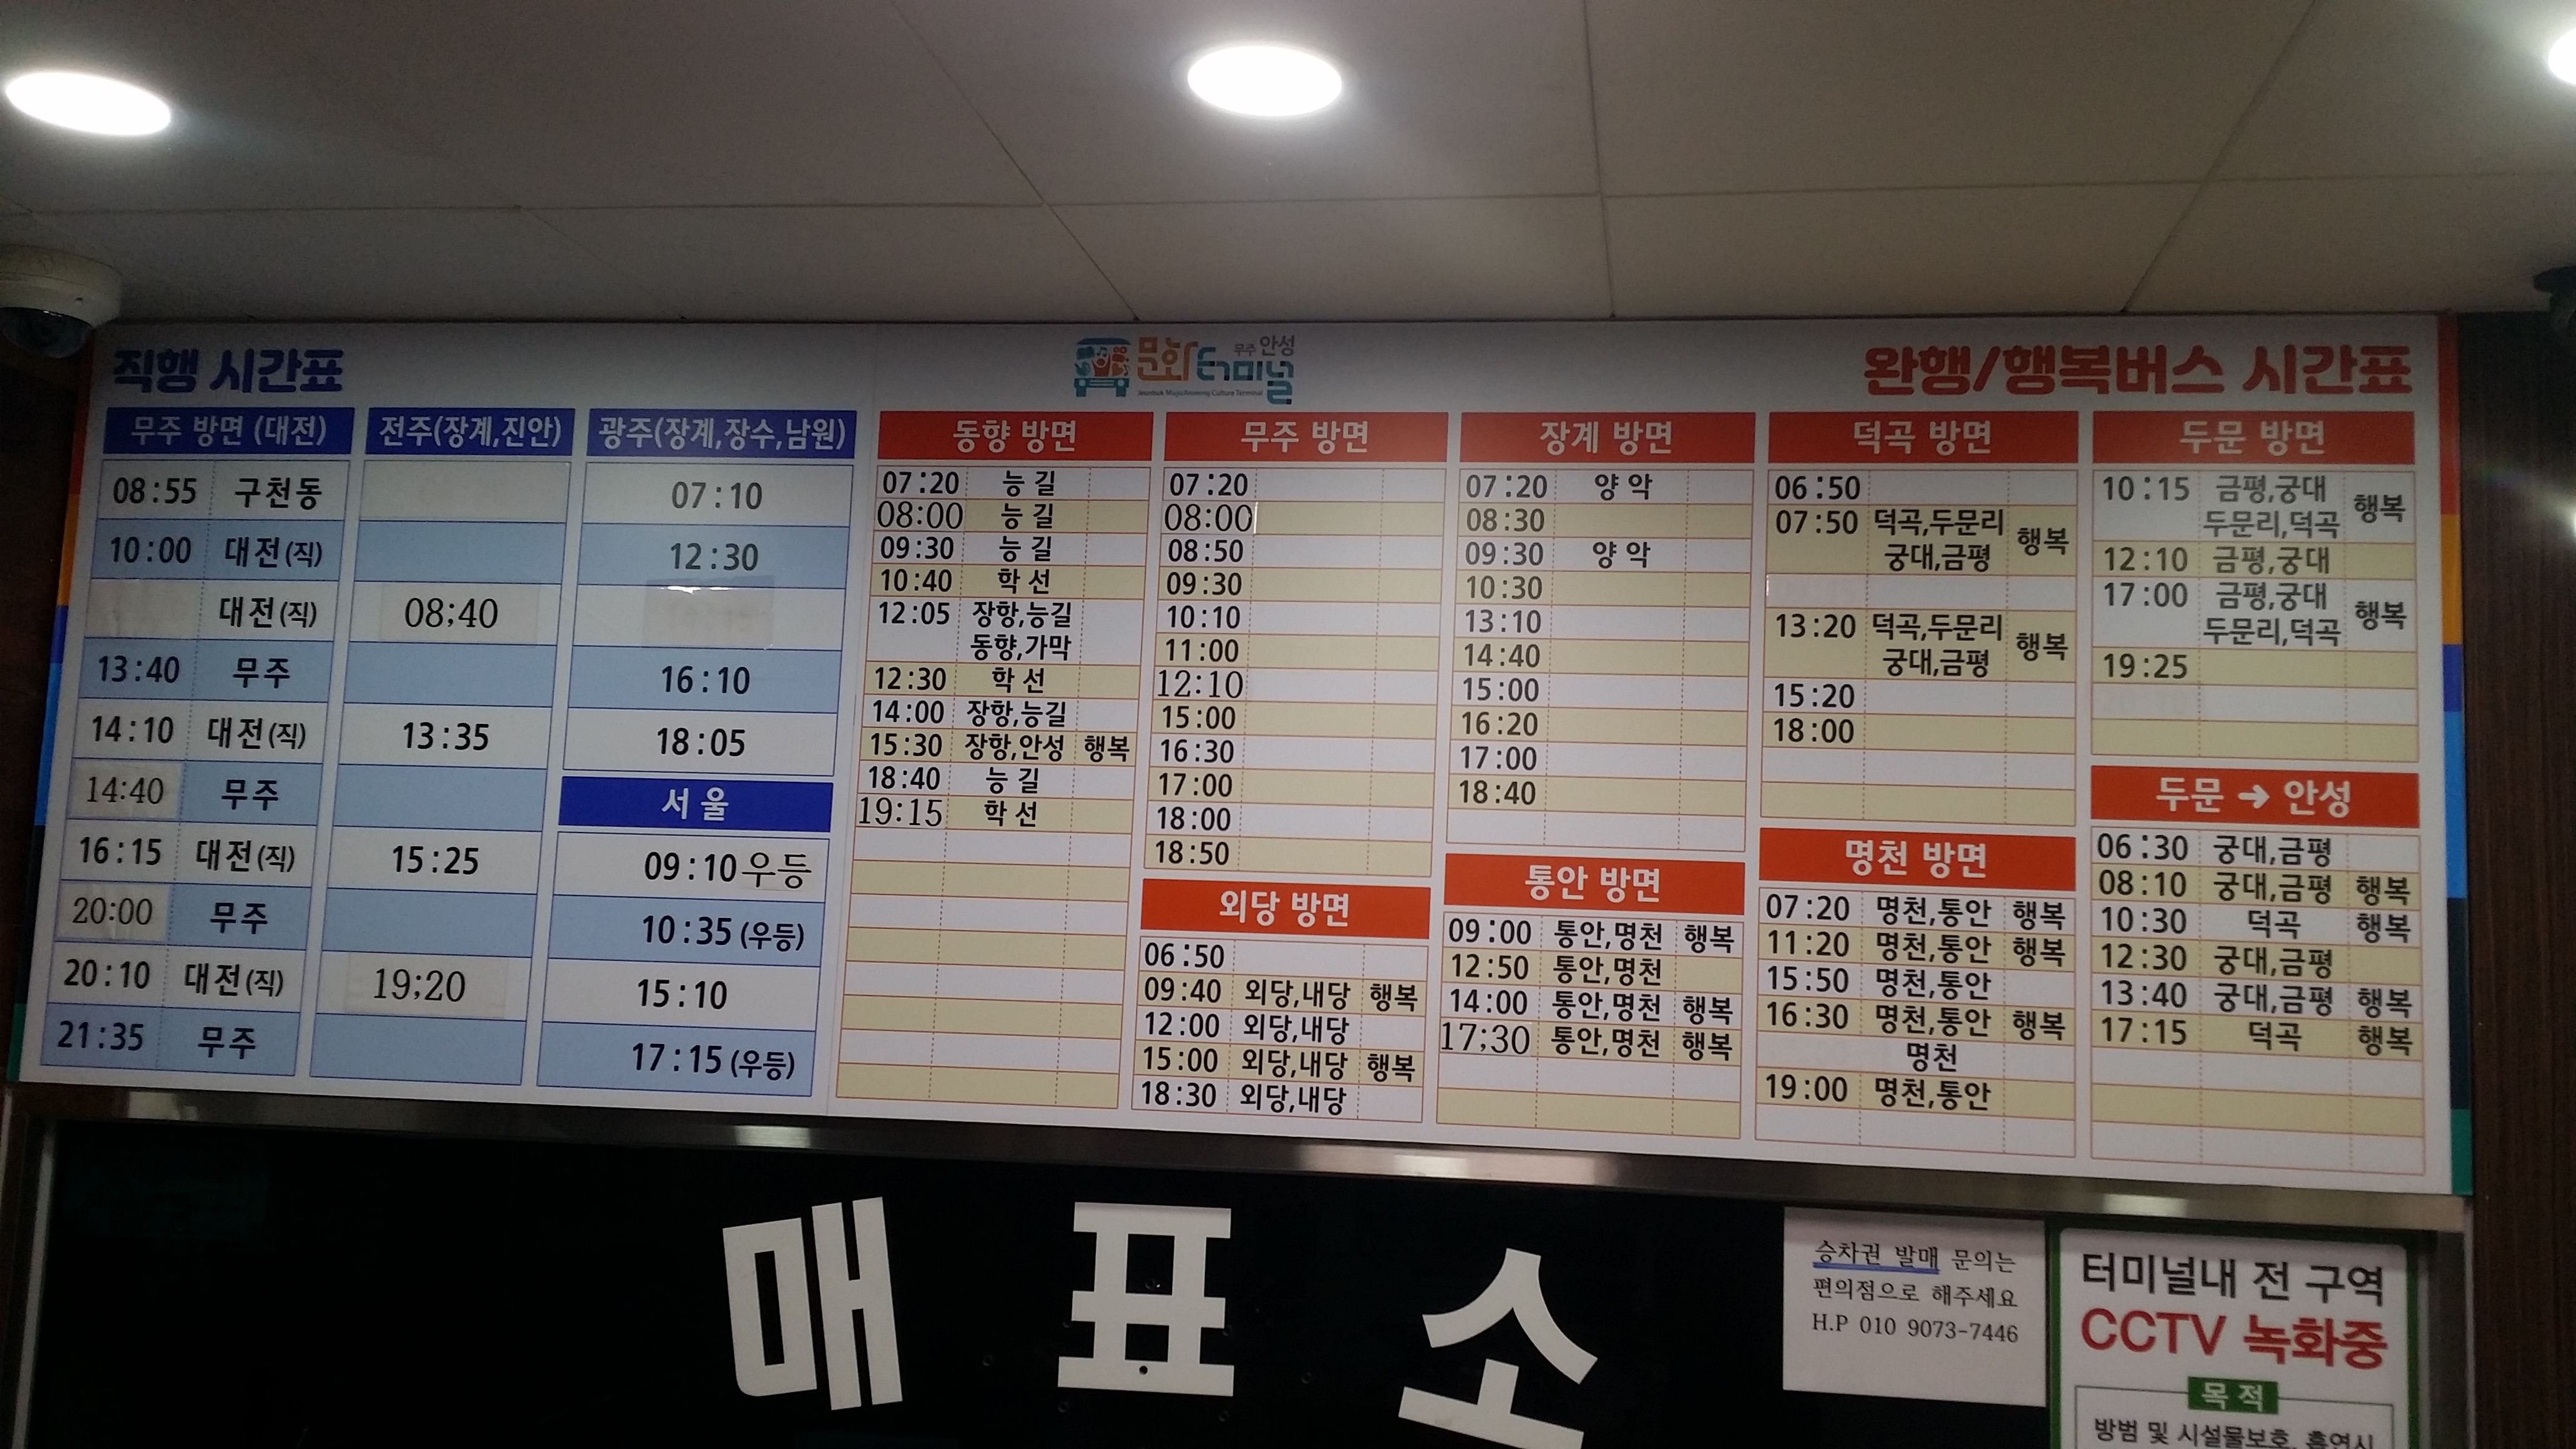 직행 시간표
문화터미널 무주 안성
Jeonbuk Muju Anseong Culture Terminal
완행/행복버스 시간표
무주 방면 (대전)
08:55 구천동
10:00 대전(직)
대전(직)
13:40 무주
14:10 대전(직)
14:40 무주
16:15 대전(직)
20:00 무주
20:10 대전(직)
21:35 무주
전주(장계,진안)
08;40
13:35
15:25
19;20
광주(장계,장수,남원)
07:10
12:30
16:10
18:05
서울
09:10 우등
10:35 (우등)
15:10
17:15 (우등)
동향 방면
07:20 능길
08:00 능길
09:30 능길
10:40 학선
12:05 장항,능길
동향,가막
12:30 학선
14:00 장항,능길
15:30 장항,안성 행복
18:40 능길
19:15 학선
무주 방면
07:20
08:00
08:50
09:30
10:10
11:00
12:10
15:00
16:30
17:00
18:00
18:50
외당 방면
06:50
09:40 외당,내당 행복
12:00 외당,내당
15:00 외당,내당 행복
18:30 외당,내당
장계 방면
07:20 양악
08:30
09:30 양악
10:30
13:10
14:40
15:00
16:20
17:00
18:40
통안 방면
09:00 통안,명천 행복
12:50 통안,명천
14:00 통안,명천 행복
17;30 통안,명천 행복
덕곡 방면
06:50
07:50 덕곡,두문리 행복
궁대,금평
13:20 덕곡,두문리 행복
궁대,금평
15:20
18:00
명천 방면
07:20 명천,통안 행복
11:20 명천,통안 행복
15:50 명천,통안
16:30 명천,통안 행복
명천
19:00 명천,통안
두문 방면
10:15 금평,궁대 행복
두문리,덕곡
12:10 금평,궁대
17:00 금평,궁대 행복
두문리,덕곡
19:25
두문 → 안성
06:30 궁대,금평
08:10 궁대,금평 행복
10:30 덕곡 행복
12:30 궁대,금평
13:40 궁대,금평 행복
17:15 덕곡 행복
매표소
승차권 발매 문의는
편의점으로 해주세요
H.P 010 9073-7446
터미널내 전 구역
CCTV 녹화중
목적
방범 및 시설물보호, 흡연시